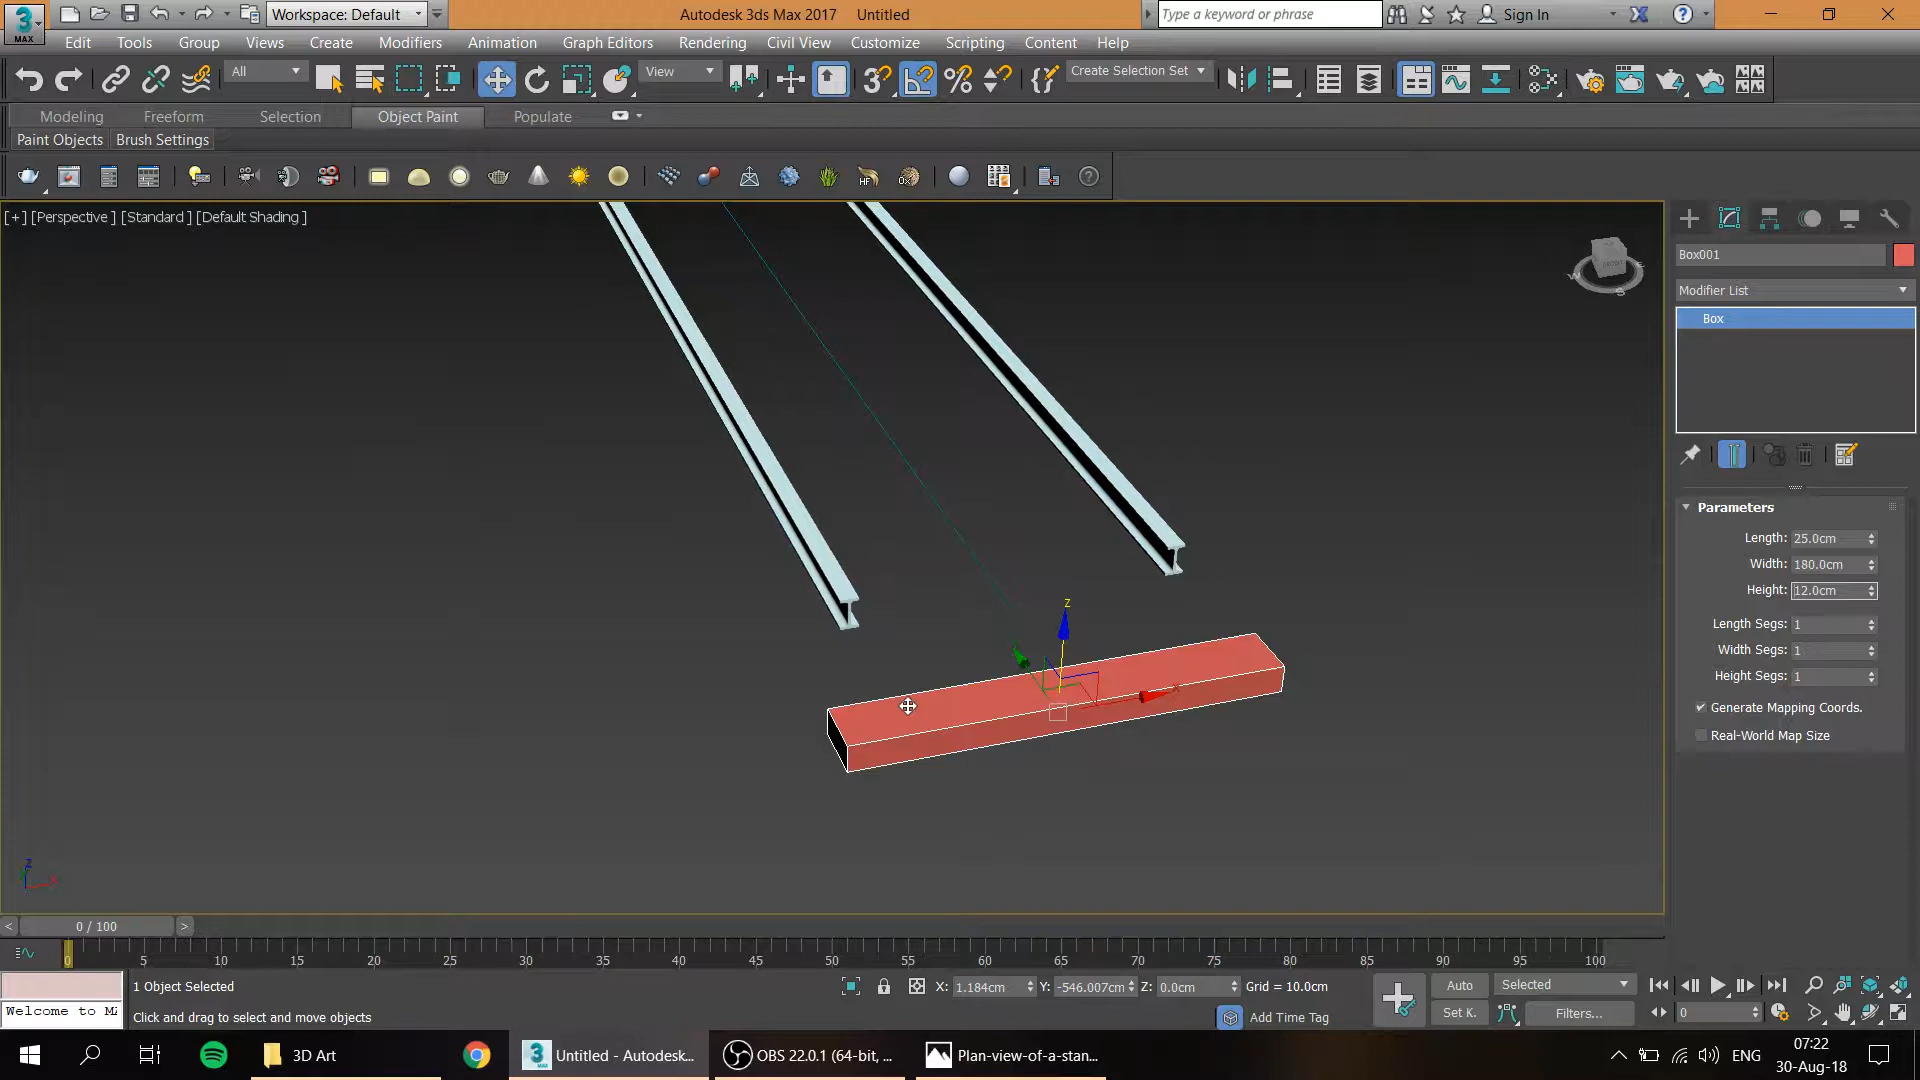 3
MAX
Workspace: Default
Autodesk 3ds Max 2017 Untitled
Type a keyword or phrase
Sign In
Edit Tools Group Views Create Modifiers Animation Graph Editors Rendering Civil View Customize Scripting Content Help
All
View
3
Create Selection Set
Modeling Freeform Selection Object Paint Populate
Paint Objects Brush Settings
HF
[+] [Perspective ] [Standard ] [Default Shading ]
Box001
Modifier List
Box
Parameters
Length: 25.0cm
Width: 180.0cm
Height: 12.0cm
Length Segs: 1
Width Segs: 1
Height Segs: 1
Generate Mapping Coords.
Real-World Map Size
z
x
W
S
z
x
< 0 / 100 >
0 5 10 15 20 25 30 35 40 45 50 55 60 65 70 75 80 85 90 95 100
1 Object Selected
X: 1.184cm Y: -546.007cm Z: 0.0cm Grid = 10.0cm
Auto Selected
Set K. Filters... 0
Welcome to MA
Click and drag to select and move objects
Add Time Tag
3D Art
Untitled - Autodesk...
OBS 22.0.1 (64-bit, ...
Plan-view-of-a-stan...
ENG
07:22
30-Aug-18